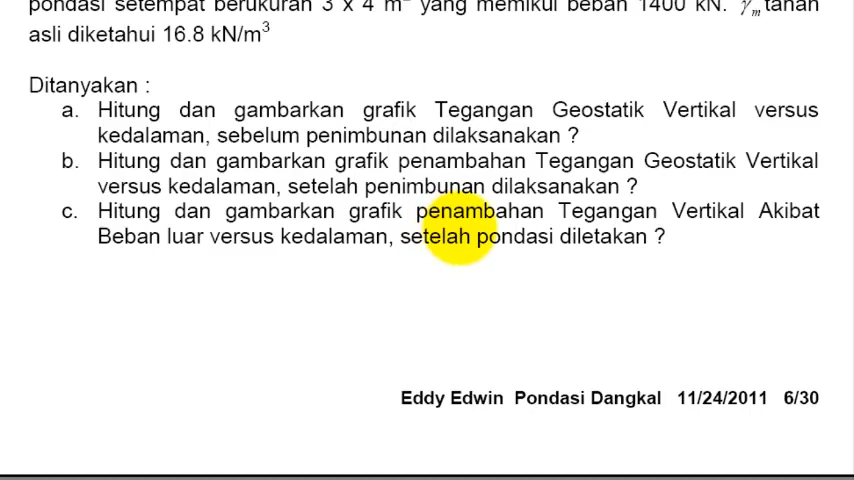 pondasi setempat berukuran 3 x 4 m² yang memikul beban 1400 kN. γₘ tanah
asli diketahui 16.8 kN/m³
Ditanyakan :
a. Hitung dan gambarkan grafik Tegangan Geostatik Vertikal versus
kedalaman, sebelum penimbunan dilaksanakan ?
b. Hitung dan gambarkan grafik penambahan Tegangan Geostatik Vertikal
versus kedalaman, setelah penimbunan dilaksanakan ?
c. Hitung dan gambarkan grafik penambahan Tegangan Vertikal Akibat
Beban luar versus kedalaman, setelah pondasi diletakan ?
Eddy Edwin Pondasi Dangkal 11/24/2011 6/30